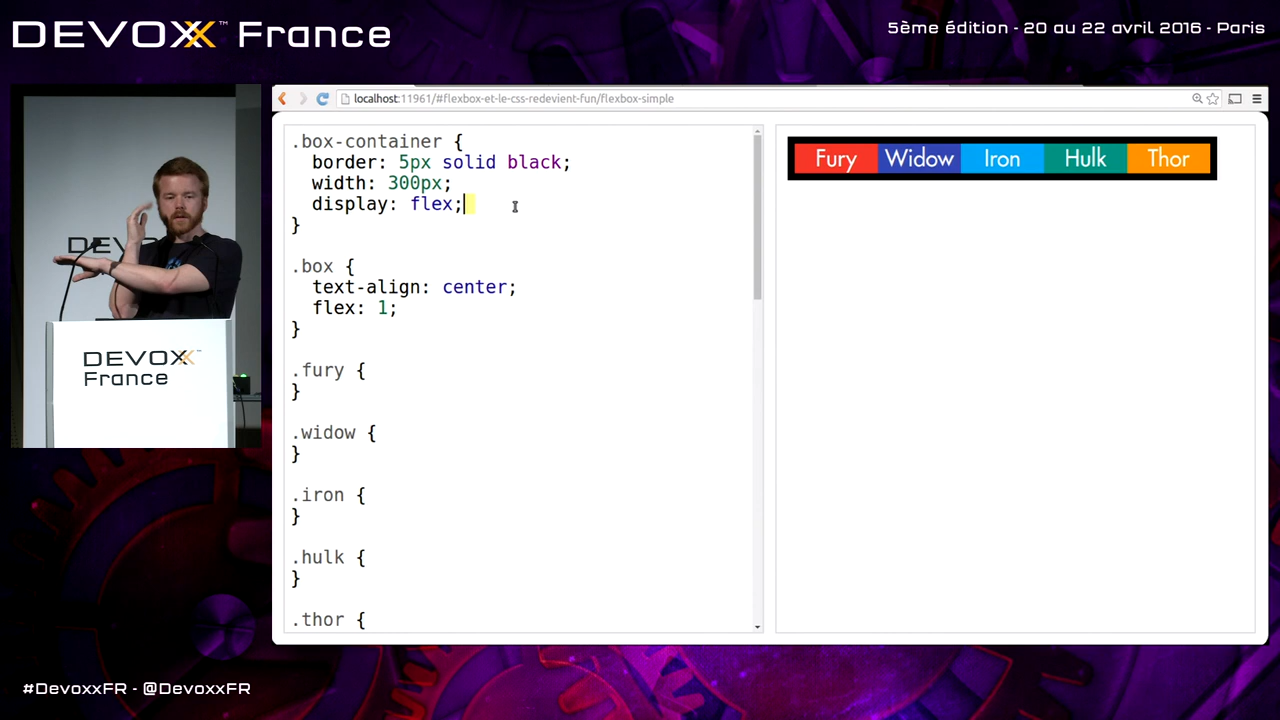 DEVOXX™ France
5ème édition - 20 au 22 avril 2016 - Paris
localhost:11961/#flexbox-et-le-css-redevient-fun/flexbox-simple
.box-container {
border: 5px solid black;
width: 300px;
display: flex;
}
.box {
text-align: center;
flex: 1;
}
.fury {
}
.widow {
}
.iron {
}
.hulk {
}
.thor {
Fury Widow Iron Hulk Thor
DEVOXX™
France
#DevoxxFR - @DevoxxFR